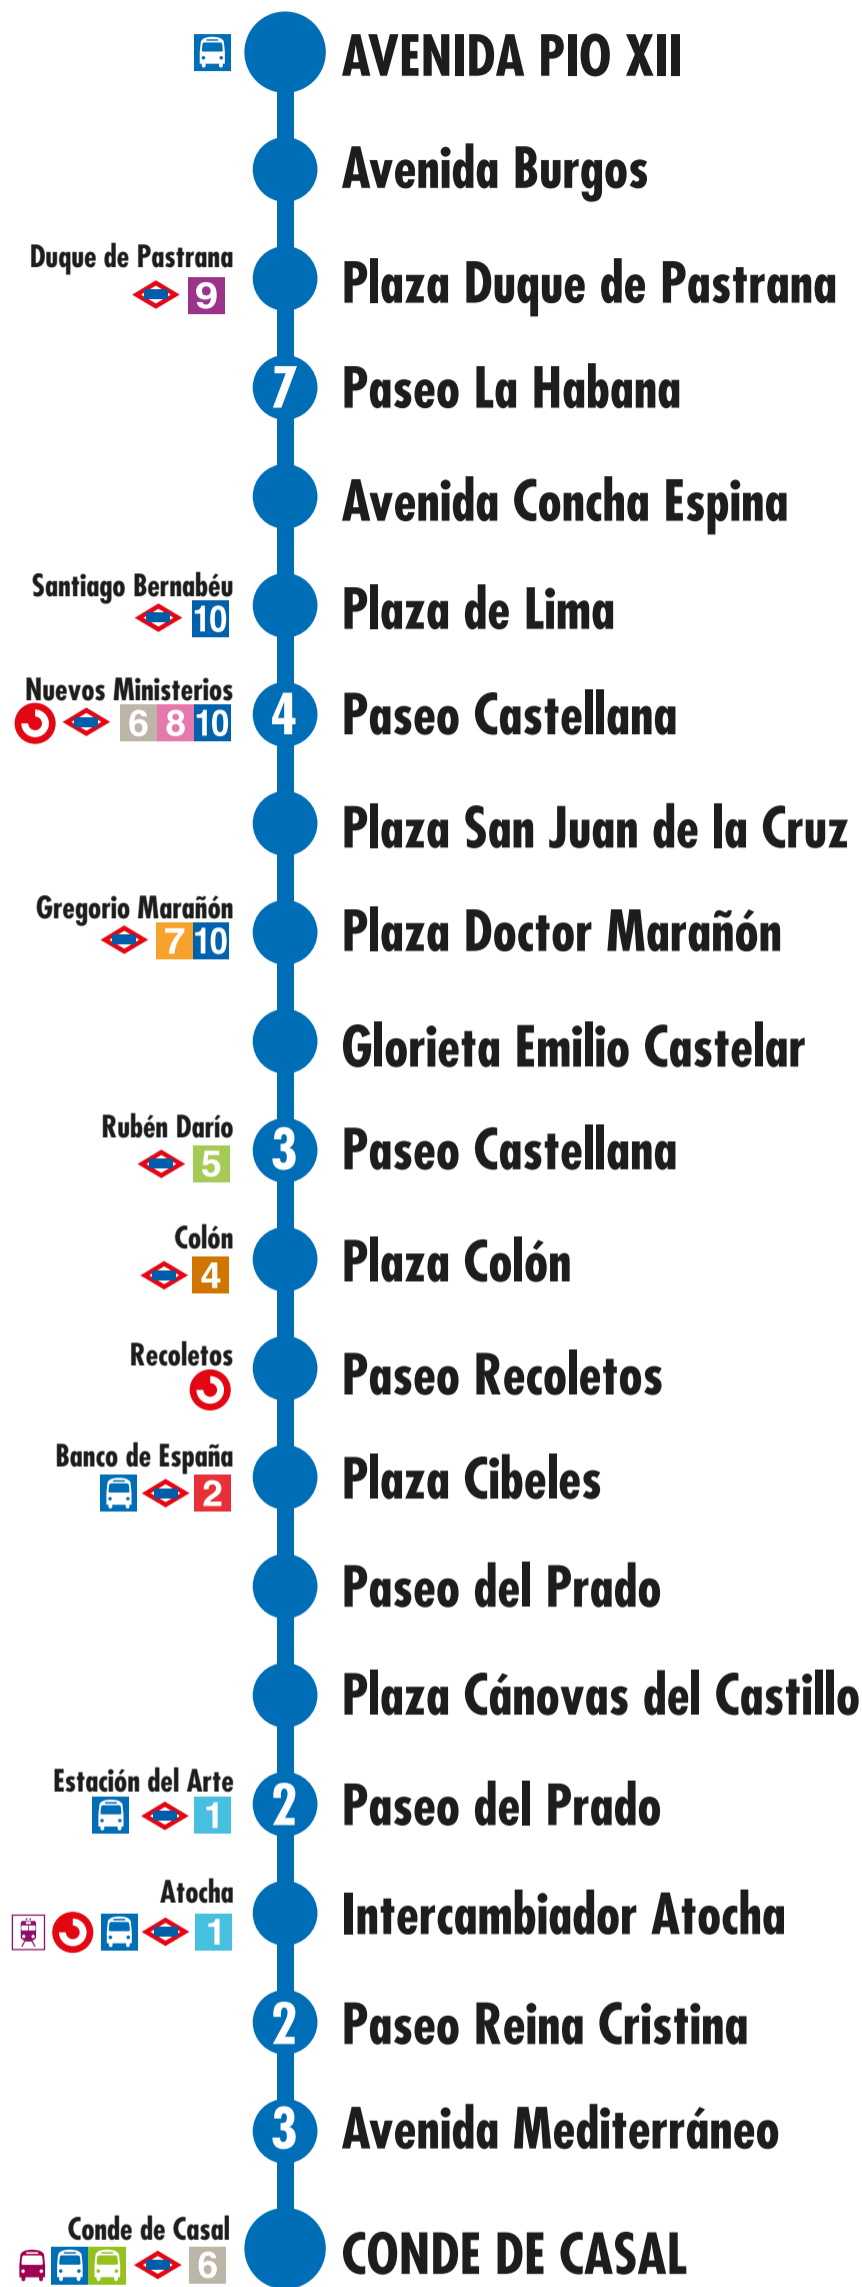 AVENIDA PIO XII
Avenida Burgos
Duque de Pastrana
9
Plaza Duque de Pastrana
7 Paseo La Habana
Avenida Concha Espina
Santiago Bernabéu
10
Plaza de Lima
Nuevos Ministerios
6 8 10
4 Paseo Castellana
Plaza San Juan de la Cruz
Gregorio Marañón
7 10
Plaza Doctor Marañón
Glorieta Emilio Castelar
Rubén Darío
5
3 Paseo Castellana
Colón
4
Plaza Colón
Recoletos
Paseo Recoletos
Banco de España
2
Plaza Cibeles
Paseo del Prado
Plaza Cánovas del Castillo
Estación del Arte
1
2 Paseo del Prado
Atocha
1
Intercambiador Atocha
2 Paseo Reina Cristina
3 Avenida Mediterráneo
Conde de Casal
6
CONDE DE CASAL